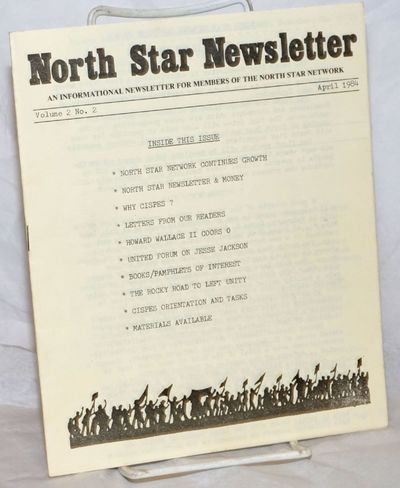 North Star Newsletter
AN INFORMATIONAL NEWSLETTER FOR MEMBERS OF THE NORTH STAR NETWORK
Volume 2 No. 2 April 1984
INSIDE THIS ISSUE
* NORTH STAR NETWORK CONTINUES GROWTH
* NORTH STAR NEWSLETTER & MONEY
* WHY CISPES ?
* LETTERS FROM OUR READERS
* HOWARD WALLACE II COORS 0
* UNITED FORUM ON JESSE JACKSON
* BOOKS/PAMPHLETS OF INTEREST
* THE ROCKY ROAD TO LEFT UNITY
* CISPES ORIENTATION AND TASKS
* MATERIALS AVAILABLE